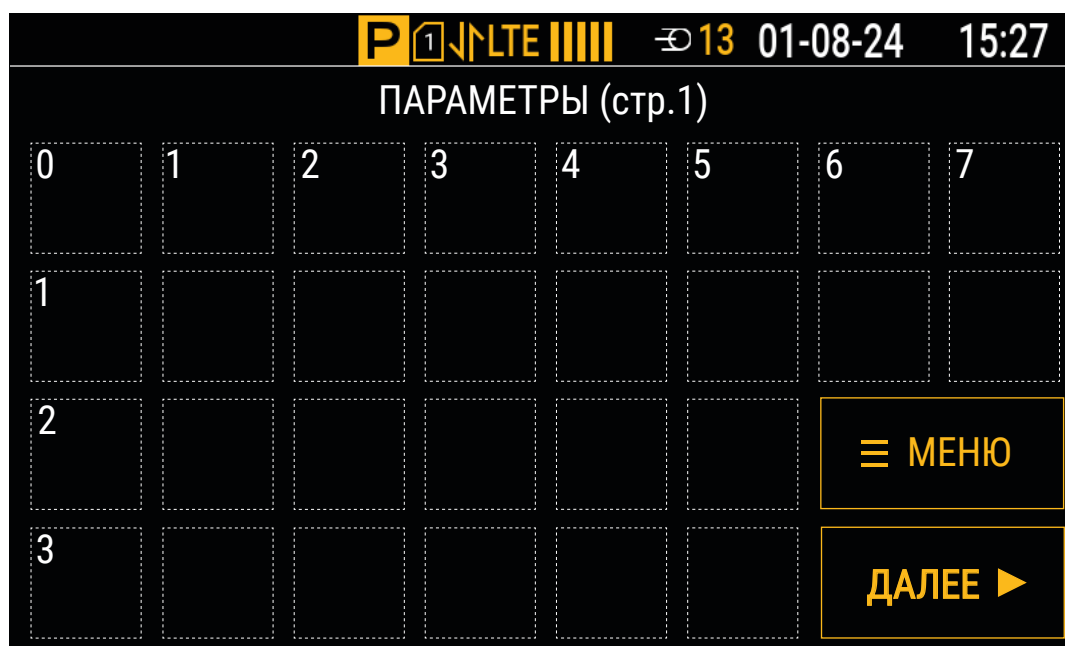 P 1 LTE 13 01-08-24 15:27
ПАРАМЕТРЫ (стр.1)
0 1 2 3 4 5 6 7
1
2
☰ МЕНЮ
3
ДАЛЕЕ ►